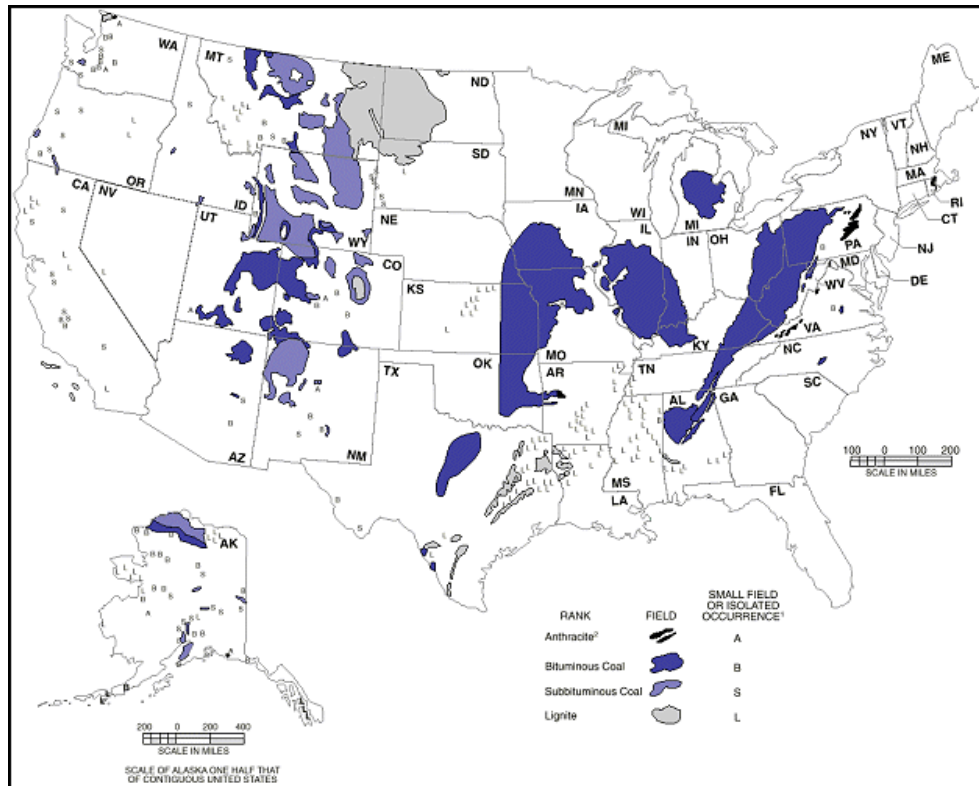 WA
MT
ND
ME
MI
NY
VT
NH
SD
MN
MA
OR
ID
WI
RI
CA
NV
IA
CT
UT
NE
IL
MI
IN
OH
PA
NJ
WY
MD
CO
WV
DE
KS
VA
KY
NC
OK
MO
TX
AR
TN
SC
AL
GA
AZ
NM
MS
LA
FL
100 0 100 200
SCALE IN MILES
AK
RANK FIELD SMALL FIELD
OR ISOLATED
OCCURRENCE¹
Anthracite² A
Bituminous Coal B
Subbituminous Coal S
Lignite L
200 0 200 400
SCALE IN MILES
SCALE OF ALASKA ONE HALF THAT
OF CONTIGUOUS UNITED STATES